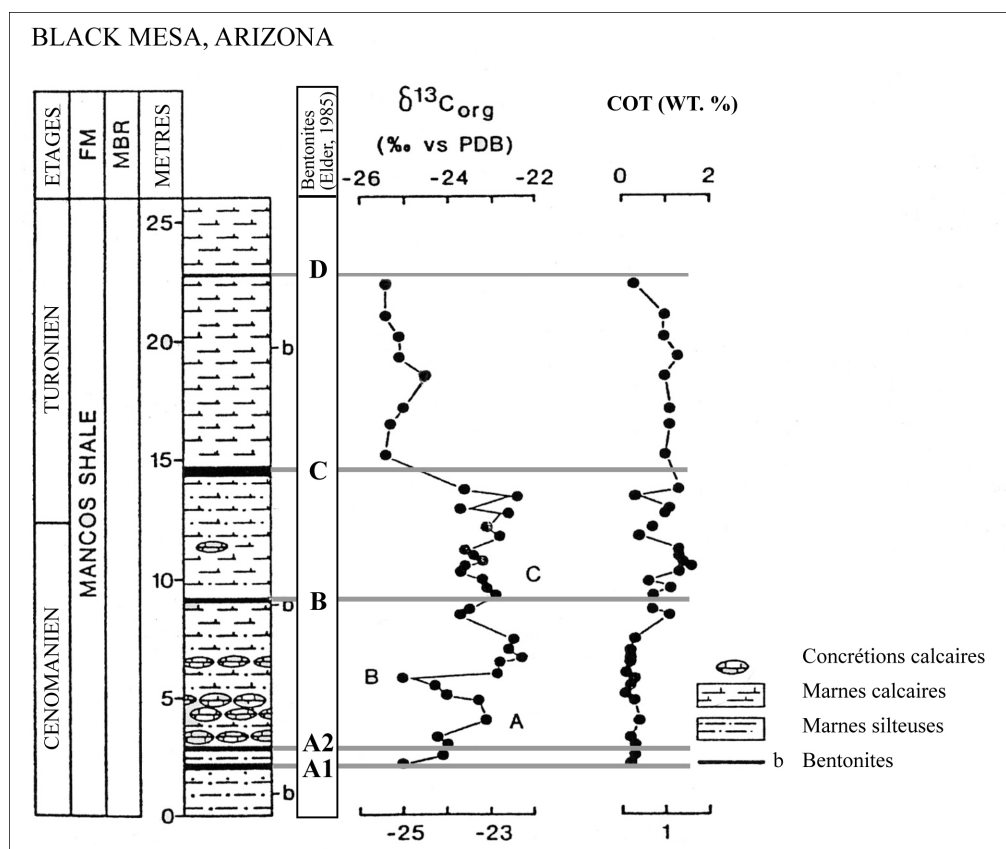 BLACK MESA, ARIZONA
ETAGES
FM
MBR
METRES
Bentonites
(Elder, 1985)
δ13Corg
(‰ vs PDB)
-26 -24 -22
COT (WT. %)
0 2
TURONIEN
CENOMANIEN
MANCOS SHALE
25
20
15
10
5
0
b
b
b
D
C
B
A2
A1
C
B
A
-25 -23
1
Concrétions calcaires
Marnes calcaires
Marnes silteuses
b Bentonites